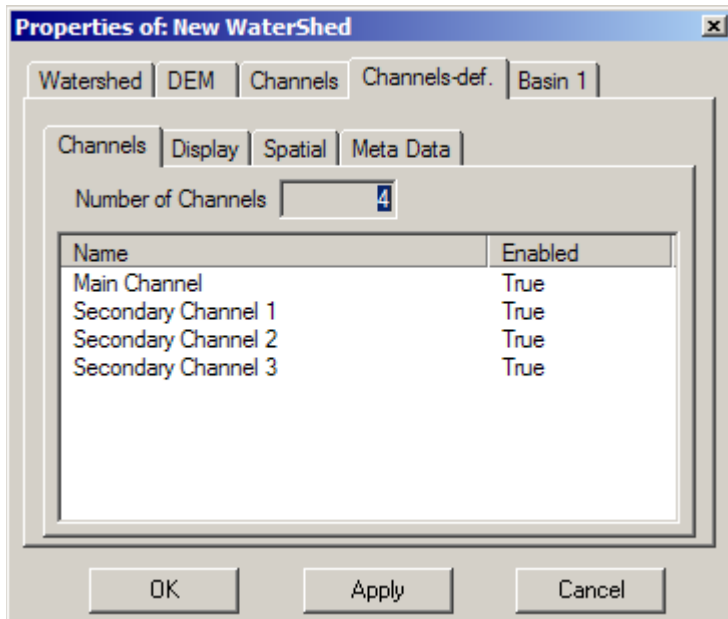 Properties of: New WaterShed
Watershed DEM Channels Channels-def. Basin 1
Channels Display Spatial Meta Data
Number of Channels 4
Name Enabled
Main Channel True
Secondary Channel 1 True
Secondary Channel 2 True
Secondary Channel 3 True
OK Apply Cancel